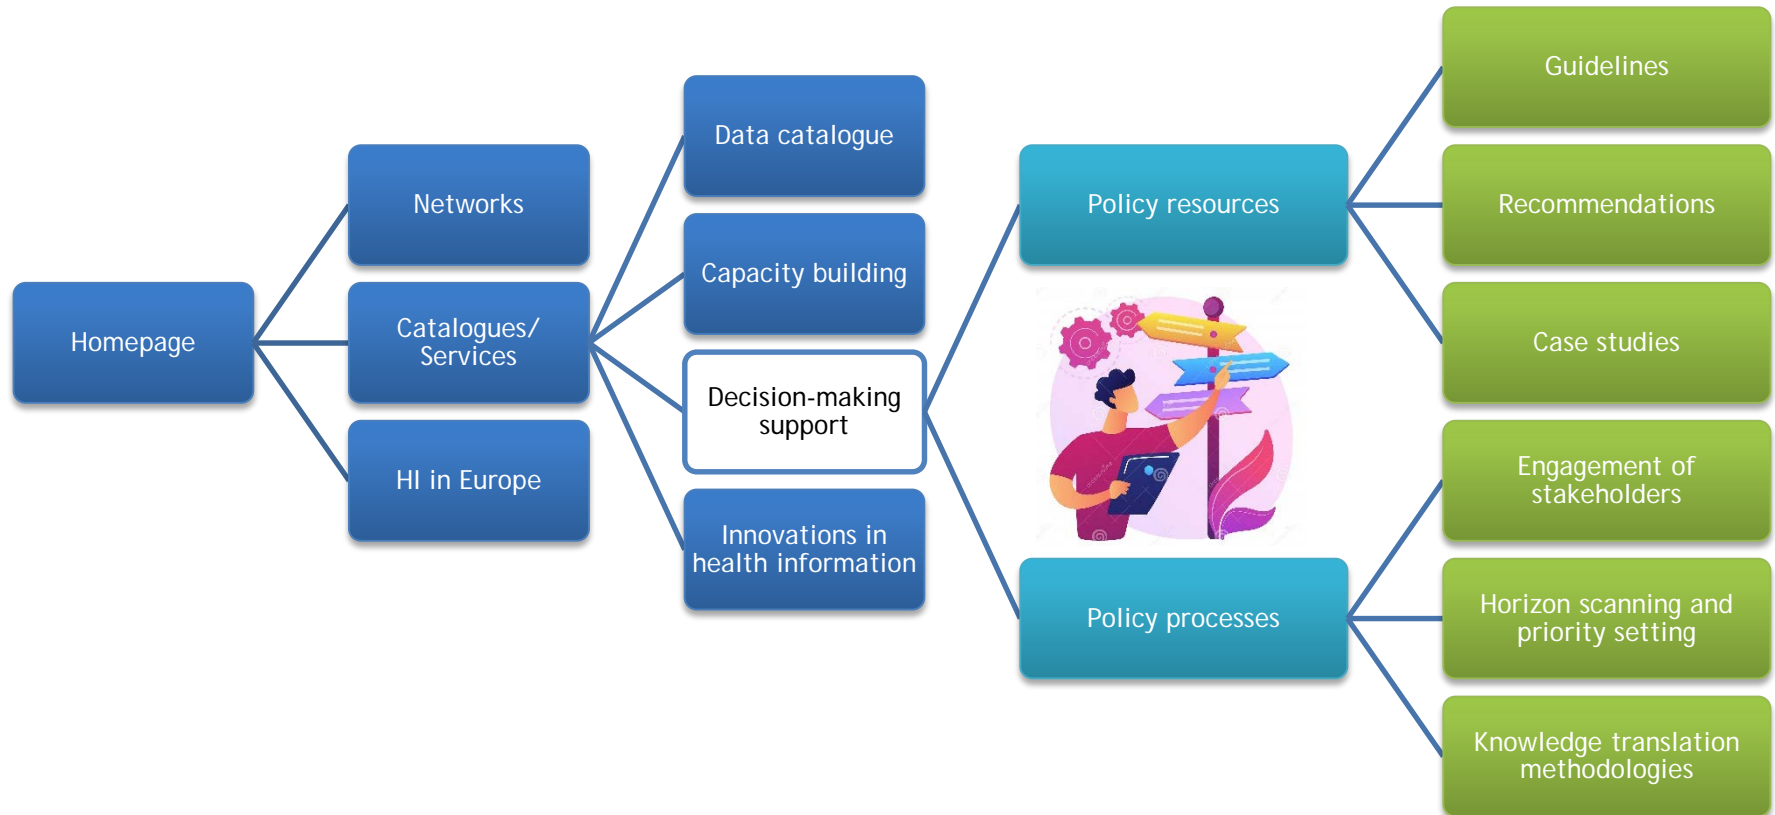 Homepage
Networks
Catalogues/
Services
HI in Europe
Data catalogue
Capacity building
Decision-making
support
Innovations in
health information
Policy resources
Policy processes
Guidelines
Recommendations
Case studies
Engagement of
stakeholders
Horizon scanning and
priority setting
Knowledge translation
methodologies